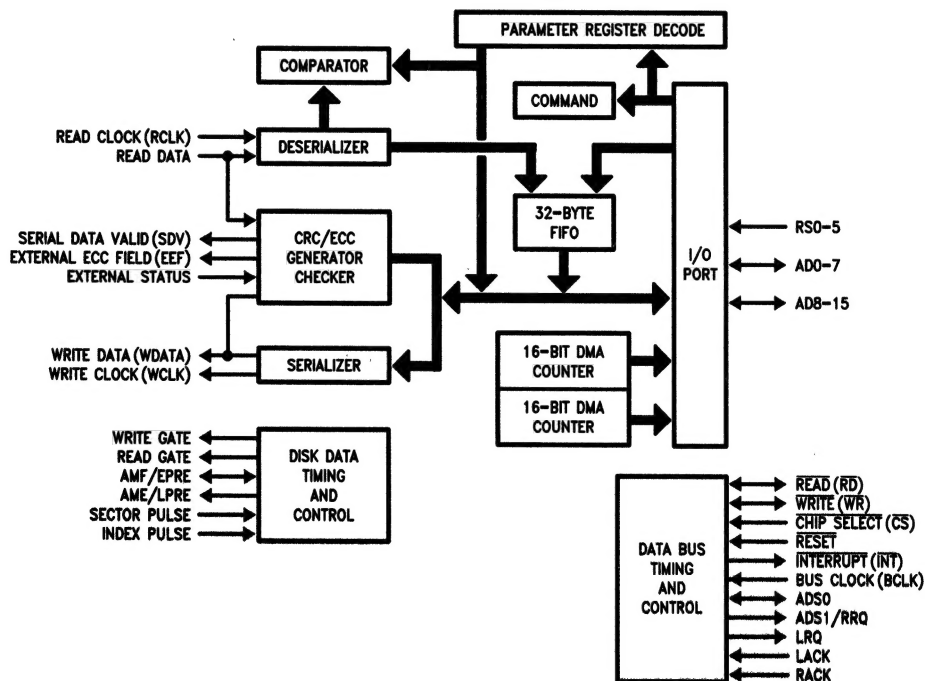 PARAMETER REGISTER DECODE
COMPARATOR
COMMAND
READ CLOCK (RCLK)
READ DATA
DESERIALIZER
32-BYTE
FIFO
CRC/ECC
GENERATOR
CHECKER
SERIAL DATA VALID (SDV)
EXTERNAL ECC FIELD (EEF)
EXTERNAL STATUS
I/O
PORT
RS0-5
AD0-7
AD8-15
WRITE DATA (WDATA)
WRITE CLOCK (WCLK)
SERIALIZER
16-BIT DMA
COUNTER
16-BIT DMA
COUNTER
WRITE GATE
READ GATE
AMF/EPRE
AME/LPRE
SECTOR PULSE
INDEX PULSE
DISK DATA
TIMING
AND
CONTROL
DATA BUS
TIMING
AND
CONTROL
READ (RD)
WRITE (WR)
CHIP SELECT (CS)
RESET
INTERRUPT (INT)
BUS CLOCK (BCLK)
ADS0
ADS1/RRQ
LRQ
LACK
RACK